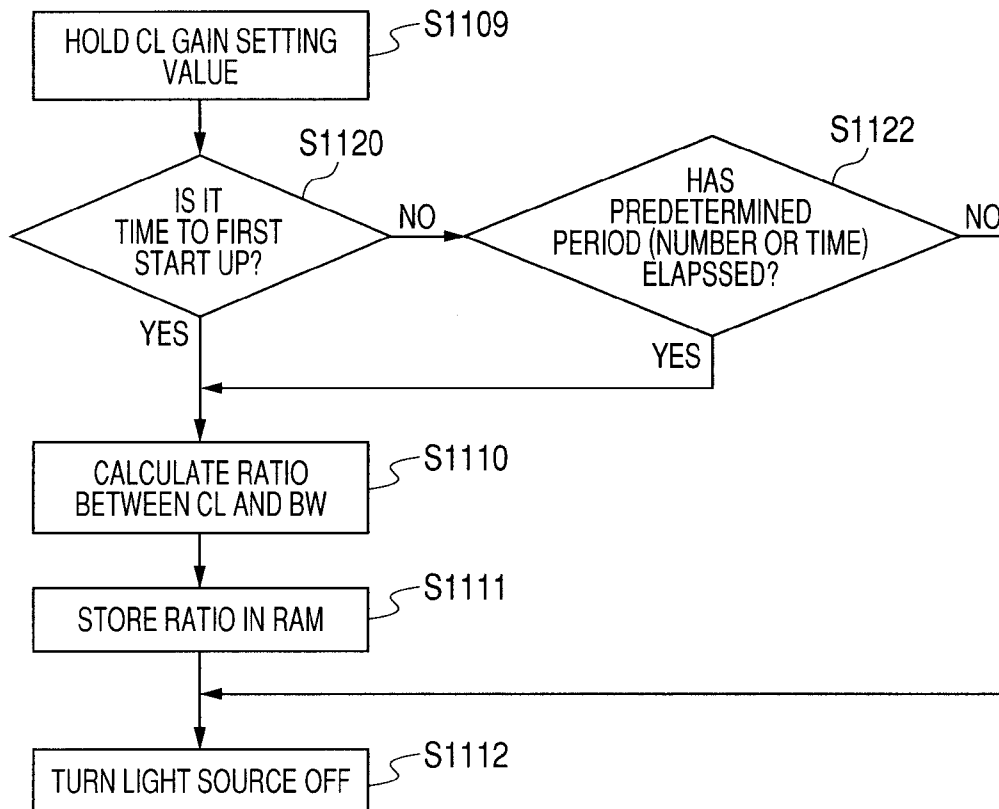 HOLD CL GAIN SETTING
VALUE
S1109
S1120
IS IT
TIME TO FIRST
START UP?
NO
YES
S1122
HAS
PREDETERMINED
PERIOD (NUMBER OR TIME)
ELAPSSED?
NO
YES
CALCULATE RATIO
BETWEEN CL AND BW
S1110
STORE RATIO IN RAM
S1111
TURN LIGHT SOURCE OFF
S1112